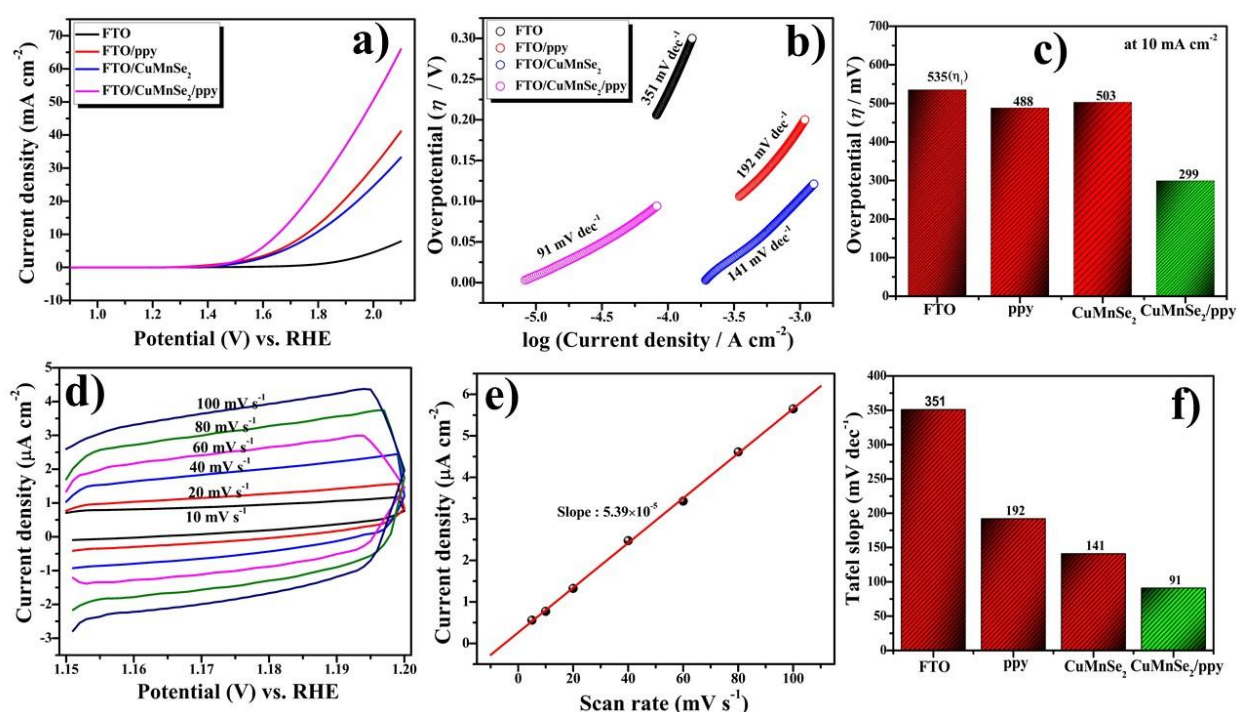 a)
FTO
FTO/ppy
FTO/CuMnSe₂
FTO/CuMnSe₂/ppy
Current density (mA cm⁻²)
70
60
50
40
30
20
10
0
-10
1.0 1.2 1.4 1.6 1.8 2.0
Potential (V) vs. RHE
b)
FTO
FTO/ppy
FTO/CuMnSe₂
FTO/CuMnSe₂/ppy
351 mV dec⁻¹
192 mV dec⁻¹
91 mV dec⁻¹
141 mV dec⁻¹
Overpotential (η / V)
0.30
0.25
0.20
0.15
0.10
0.05
0.00
-5.0 -4.5 -4.0 -3.5 -3.0
log (Current density / A cm⁻²)
c)
at 10 mA cm⁻²
535(η₁)
488
503
299
Overpotential (η / mV)
700
600
500
400
300
200
100
0
FTO ppy CuMnSe₂ CuMnSe₂/ppy
d)
100 mV s⁻¹
80 mV s⁻¹
60 mV s⁻¹
40 mV s⁻¹
20 mV s⁻¹
10 mV s⁻¹
Current density (μA cm⁻²)
5
4
3
2
1
0
-1
-2
-3
1.15 1.16 1.17 1.18 1.19 1.20
Potential (V) vs. RHE
e)
Slope : 5.39×10⁻⁵
Current density (μA cm⁻²)
6
5
4
3
2
1
0
0 20 40 60 80 100
Scan rate (mV s⁻¹)
f)
351
192
141
91
Tafel slope (mV dec⁻¹)
400
350
300
250
200
150
100
50
0
FTO ppy CuMnSe₂ CuMnSe₂/ppy